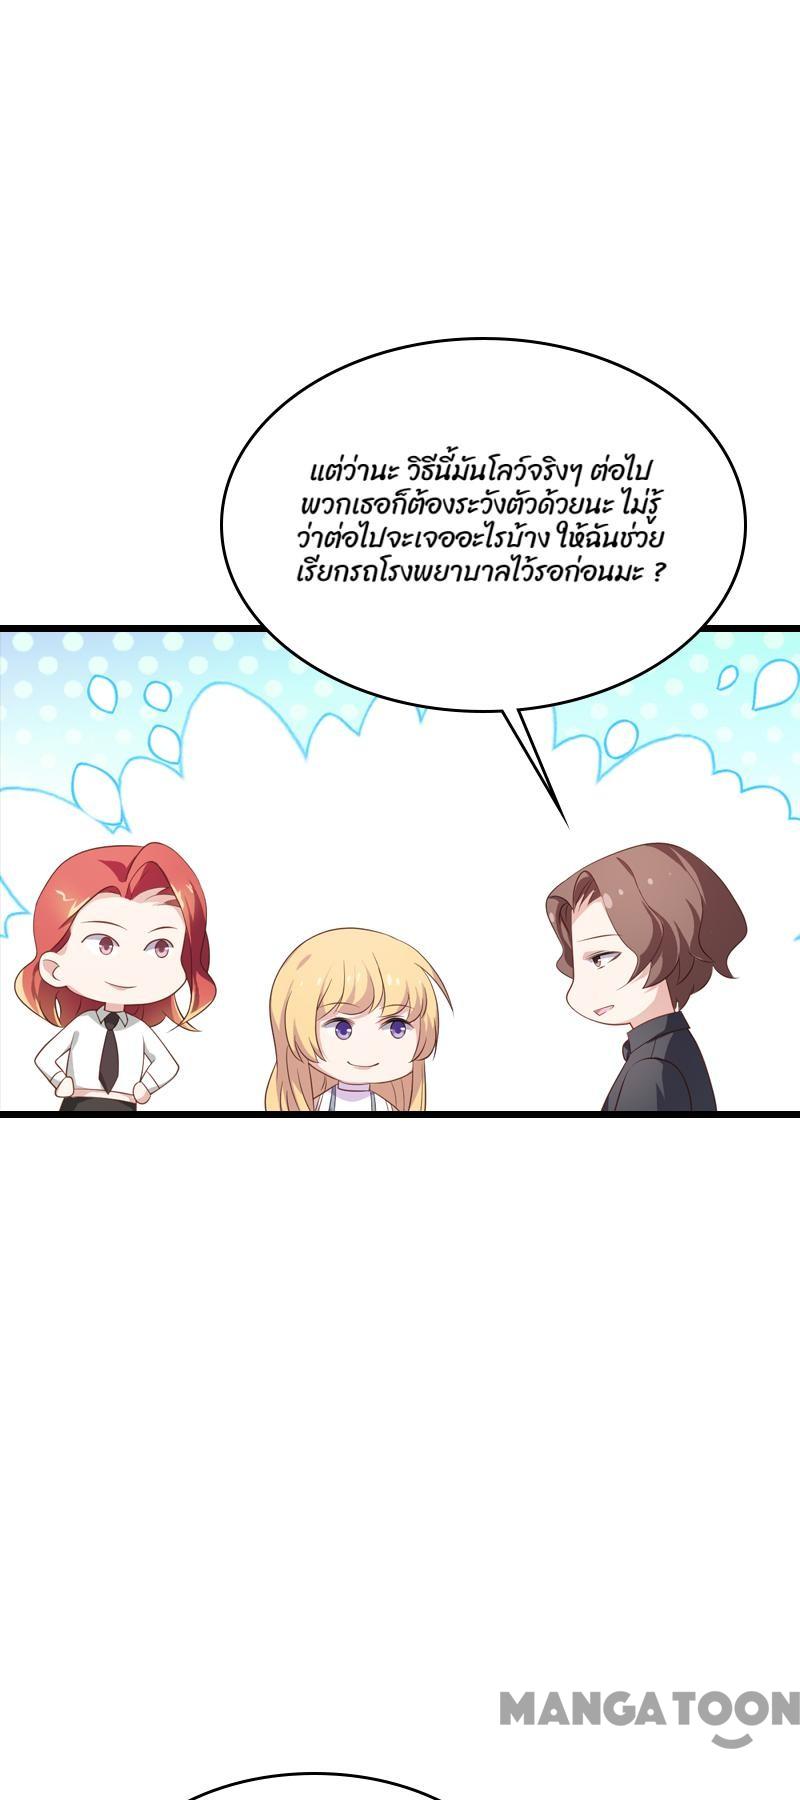 แต่ว่านะ วิธีนี้มันโลว์จริงๆ ต่อไป
พวกเธอก็ต้องระวังตัวด้วยนะ ไม่รู้
ว่าต่อไปจะเจออะไรบ้าง ให้ฉันช่วย
เรียกรถโรงพยาบาลไว้รอก่อนมะ ?
MANGATOON